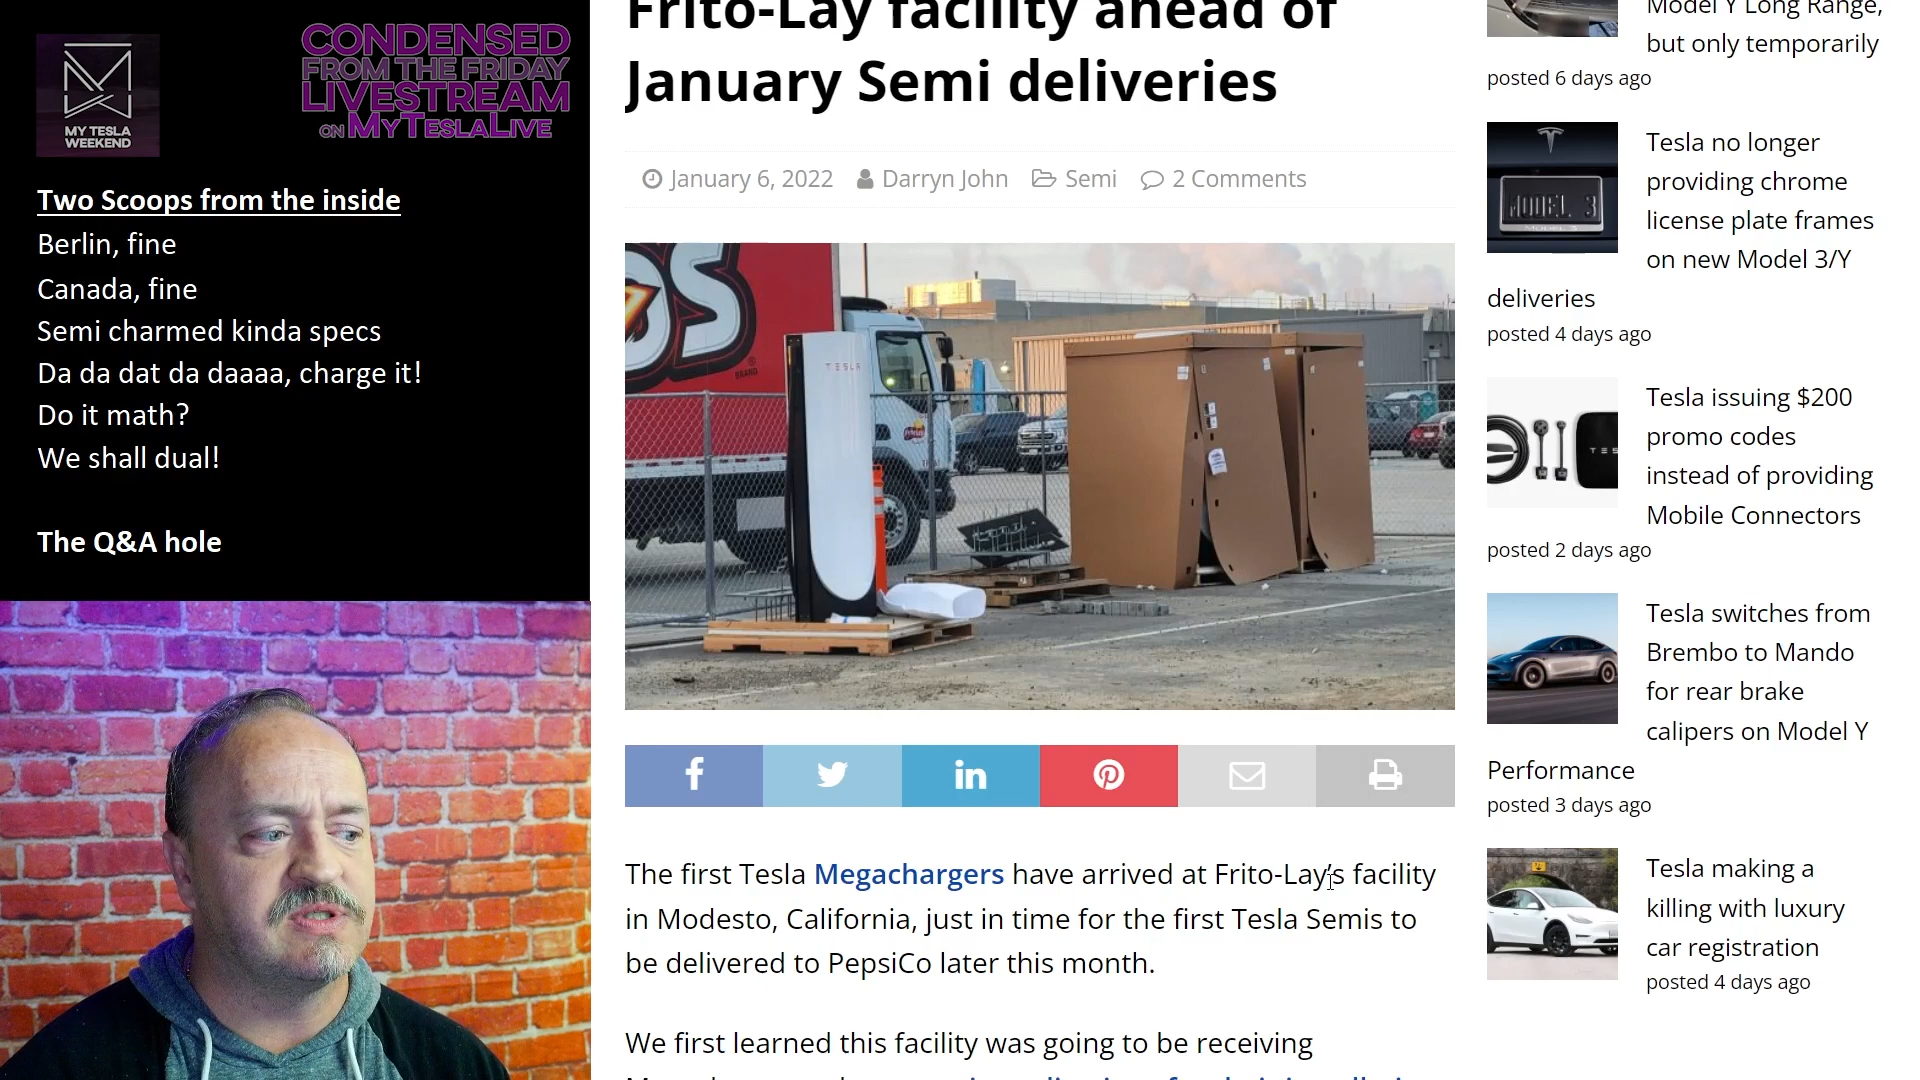 MY TESLA
WEEKEND
CONDENSED
FROM THE FRIDAY
LIVESTREAM
ON MYTESLALIVE
Two Scoops from the inside
Berlin, fine
Canada, fine
Semi charmed kinda specs
Da da dat da daaaa, charge it!
Do it math?
We shall dual!
The Q&A hole
Frito-Lay facility ahead of
January Semi deliveries
January 6, 2022 Darryn John Semi 2 Comments
OS
BRAND
TESLA
The first Tesla Megachargers have arrived at Frito-Lay's facility
in Modesto, California, just in time for the first Tesla Semis to
be delivered to PepsiCo later this month.
We first learned this facility was going to be receiving
Model Y Long Range,
but only temporarily
posted 6 days ago
MODEL 3
MODEL 3
Tesla no longer
providing chrome
license plate frames
on new Model 3/Y
deliveries
posted 4 days ago
TES
Tesla issuing $200
promo codes
instead of providing
Mobile Connectors
posted 2 days ago
Tesla switches from
Brembo to Mando
for rear brake
calipers on Model Y
Performance
posted 3 days ago
Tesla making a
killing with luxury
car registration
posted 4 days ago